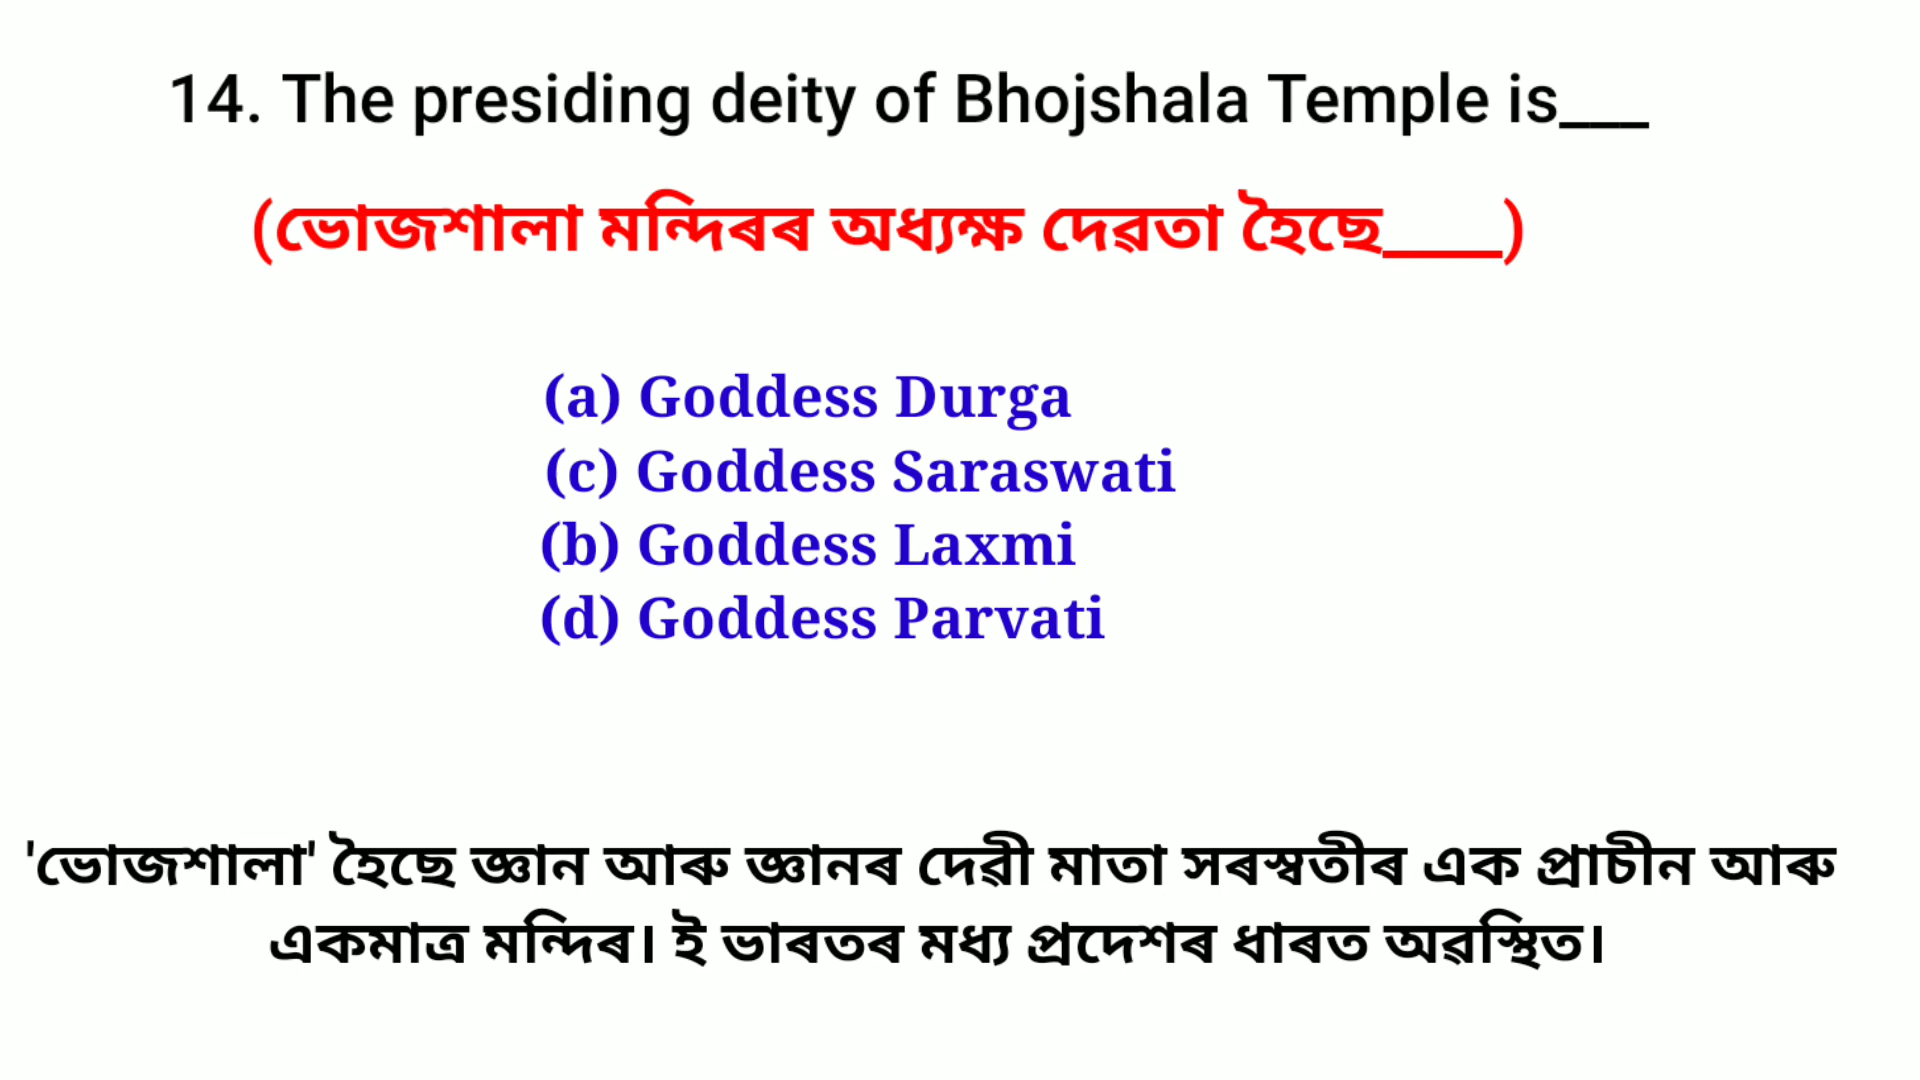 14. The presiding deity of Bhojshala Temple is___
(ভোজশালা মন্দিৰৰ অধ্যক্ষ দেৱতা হৈছে____)
(a) Goddess Durga
(c) Goddess Saraswati
(b) Goddess Laxmi
(d) Goddess Parvati
'ভোজশালা' হৈছে জ্ঞান আৰু জ্ঞানৰ দেৱী মাতা সৰস্বতীৰ এক প্ৰাচীন আৰু
একমাত্ৰ মন্দিৰ। ই ভাৰতৰ মধ্য প্ৰদেশৰ ধাৰত অৱস্থিত।